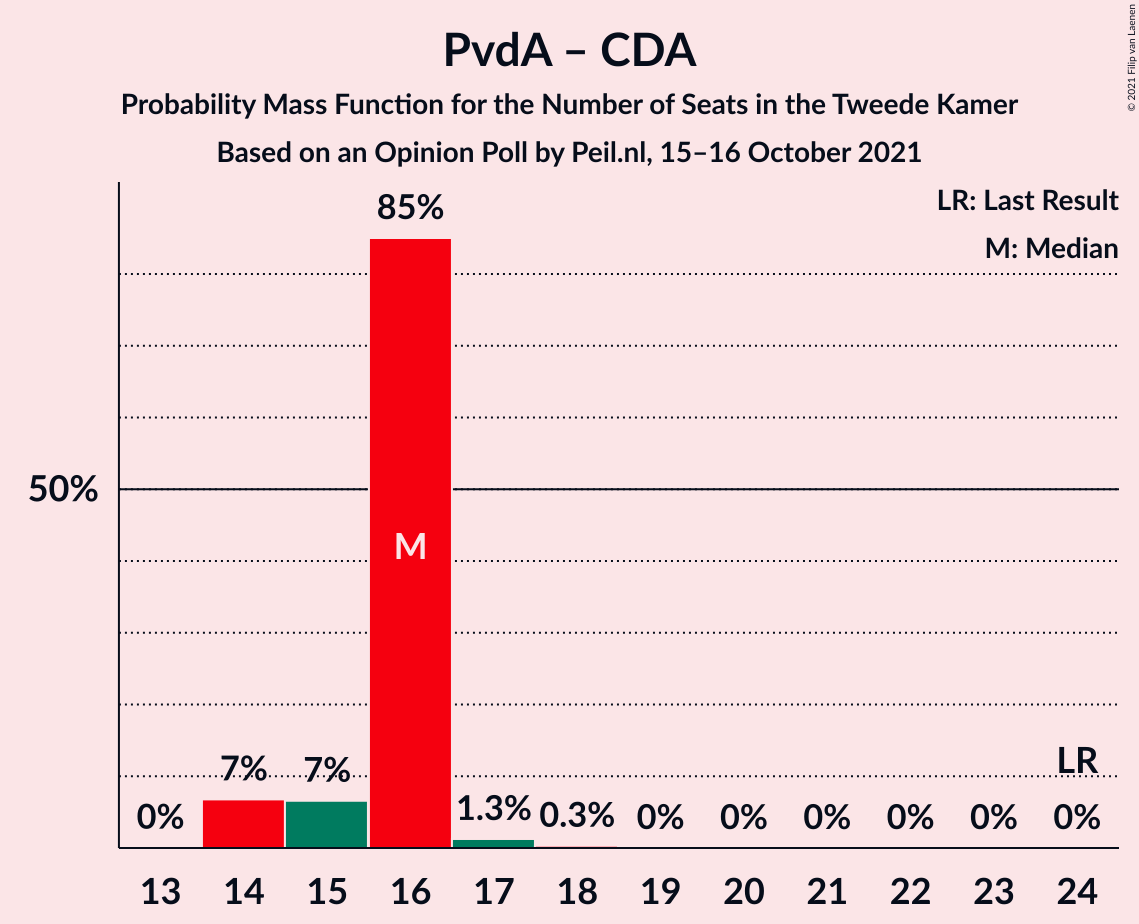 PvdA – CDA
Probability Mass Function for the Number of Seats in the Tweede Kamer
Based on an Opinion Poll by Peil.nl, 15–16 October 2021
© 2021 Filip van Laenen
LR: Last Result
M: Median
85%
50%
M
LR
0% 7% 7% 1.3% 0.3% 0% 0% 0% 0% 0% 0%
13 14 15 16 17 18 19 20 21 22 23 24